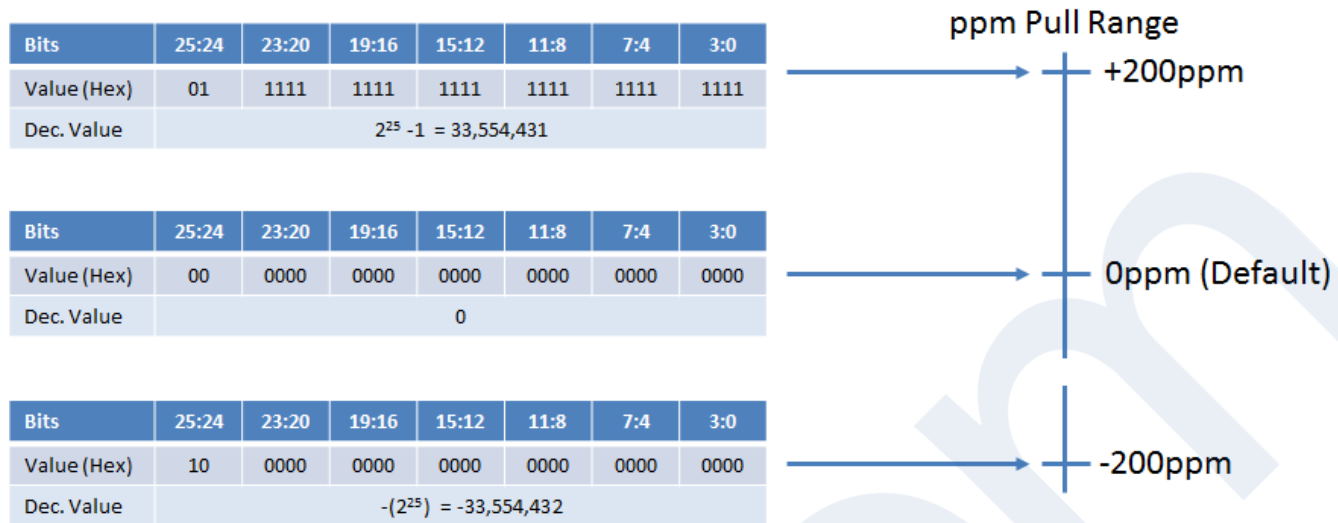 ppm Pull Range
Bits 25:24 23:20 19:16 15:12 11:8 7:4 3:0
Value (Hex) 01 1111 1111 1111 1111 1111 1111
Dec. Value 2²⁵ -1 = 33,554,431
+200ppm
Bits 25:24 23:20 19:16 15:12 11:8 7:4 3:0
Value (Hex) 00 0000 0000 0000 0000 0000 0000
Dec. Value 0
0ppm (Default)
Bits 25:24 23:20 19:16 15:12 11:8 7:4 3:0
Value (Hex) 10 0000 0000 0000 0000 0000 0000
Dec. Value -(2²⁵) = -33,554,432
-200ppm